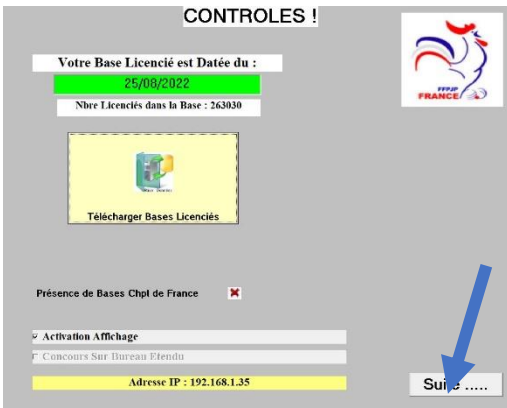 CONTROLES !
Votre Base Licencié est Datée du :
25/08/2022
Nbre Licenciés dans la Base : 263030
FFPJP
FRANCE
Télécharger Bases Licenciés
Présence de Bases Chpt de France
Activation Affichage
Concours Sur Bureau Etendu
Adresse IP : 192.168.1.35
Suite .....